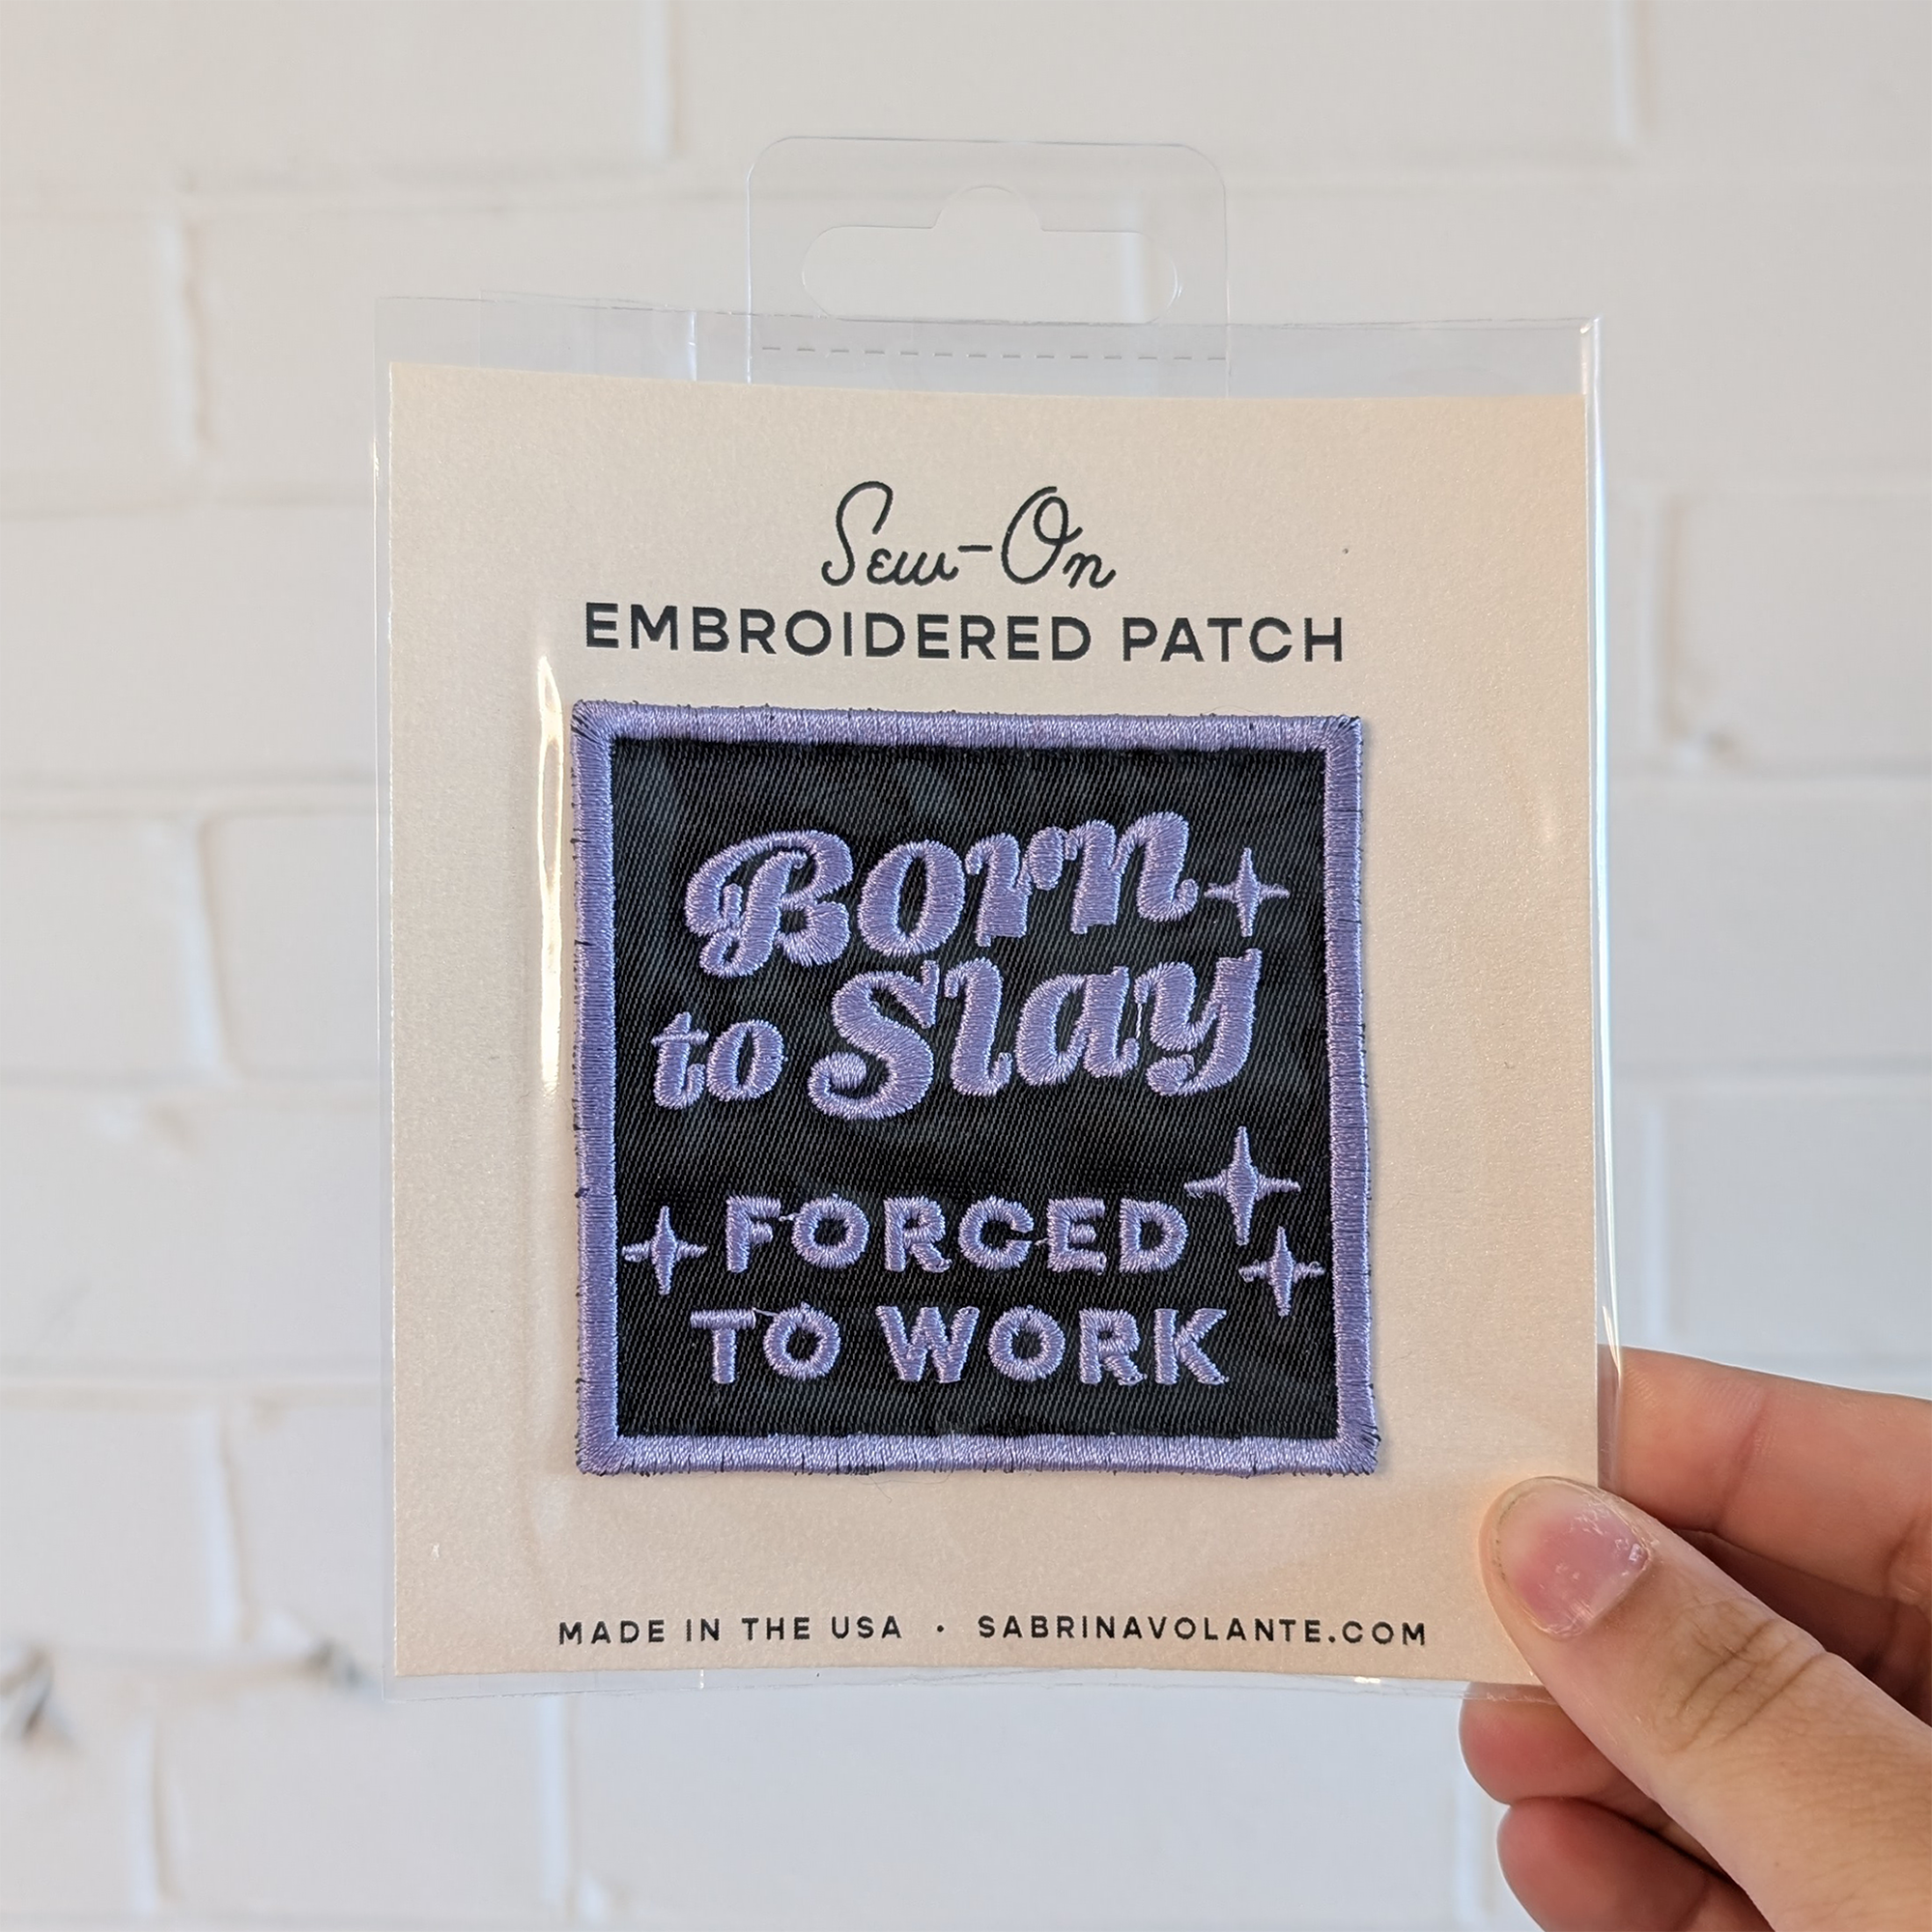 Sew-On
EMBROIDERED PATCH
Born
to Slay
FORCED
TO WORK
MADE IN THE USA • SABRINAVOLANTE.COM